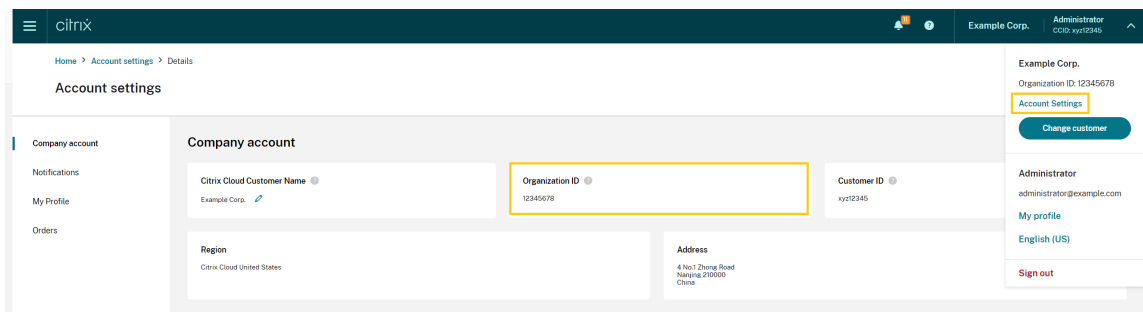 citrix
11
Example Corp.
Administrator
CCID: xyz12345
Home > Account settings > Details
Account settings
Example Corp.
Organization ID: 12345678
Account Settings
Change customer
Administrator
administrator@example.com
My profile
English (US)
Sign out
Company account
Notifications
My Profile
Orders
Company account
Citrix Cloud Customer Name
Example Corp.
Organization ID
12345678
Customer ID
xyz12345
Region
Citrix Cloud United States
Address
4 No.1 Zhong Road
Nanjing 210000
China